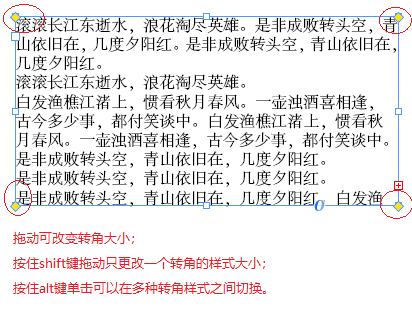 滚滚长江东逝水，浪花淘尽英雄。是非成败转头空，青
山依旧在，几度夕阳红。是非成败转头空，青山依旧在，
几度夕阳红。
滚滚长江东逝水，浪花淘尽英雄。
白发渔樵江渚上，惯看秋月春风。一壶浊酒喜相逢，
古今多少事，都付笑谈中。白发渔樵江渚上，惯看秋
月春风。一壶浊酒喜相逢，古今多少事，都付笑谈中。
是非成败转头空，青山依旧在，几度夕阳红。
是非成败转头空，青山依旧在，几度夕阳红。
是非成败转头空，青山依旧在，几度夕阳红。 白发渔
拖动可改变转角大小；
按住shift键拖动只更改一个转角的样式大小；
按住alt键单击可以在多种转角样式之间切换。